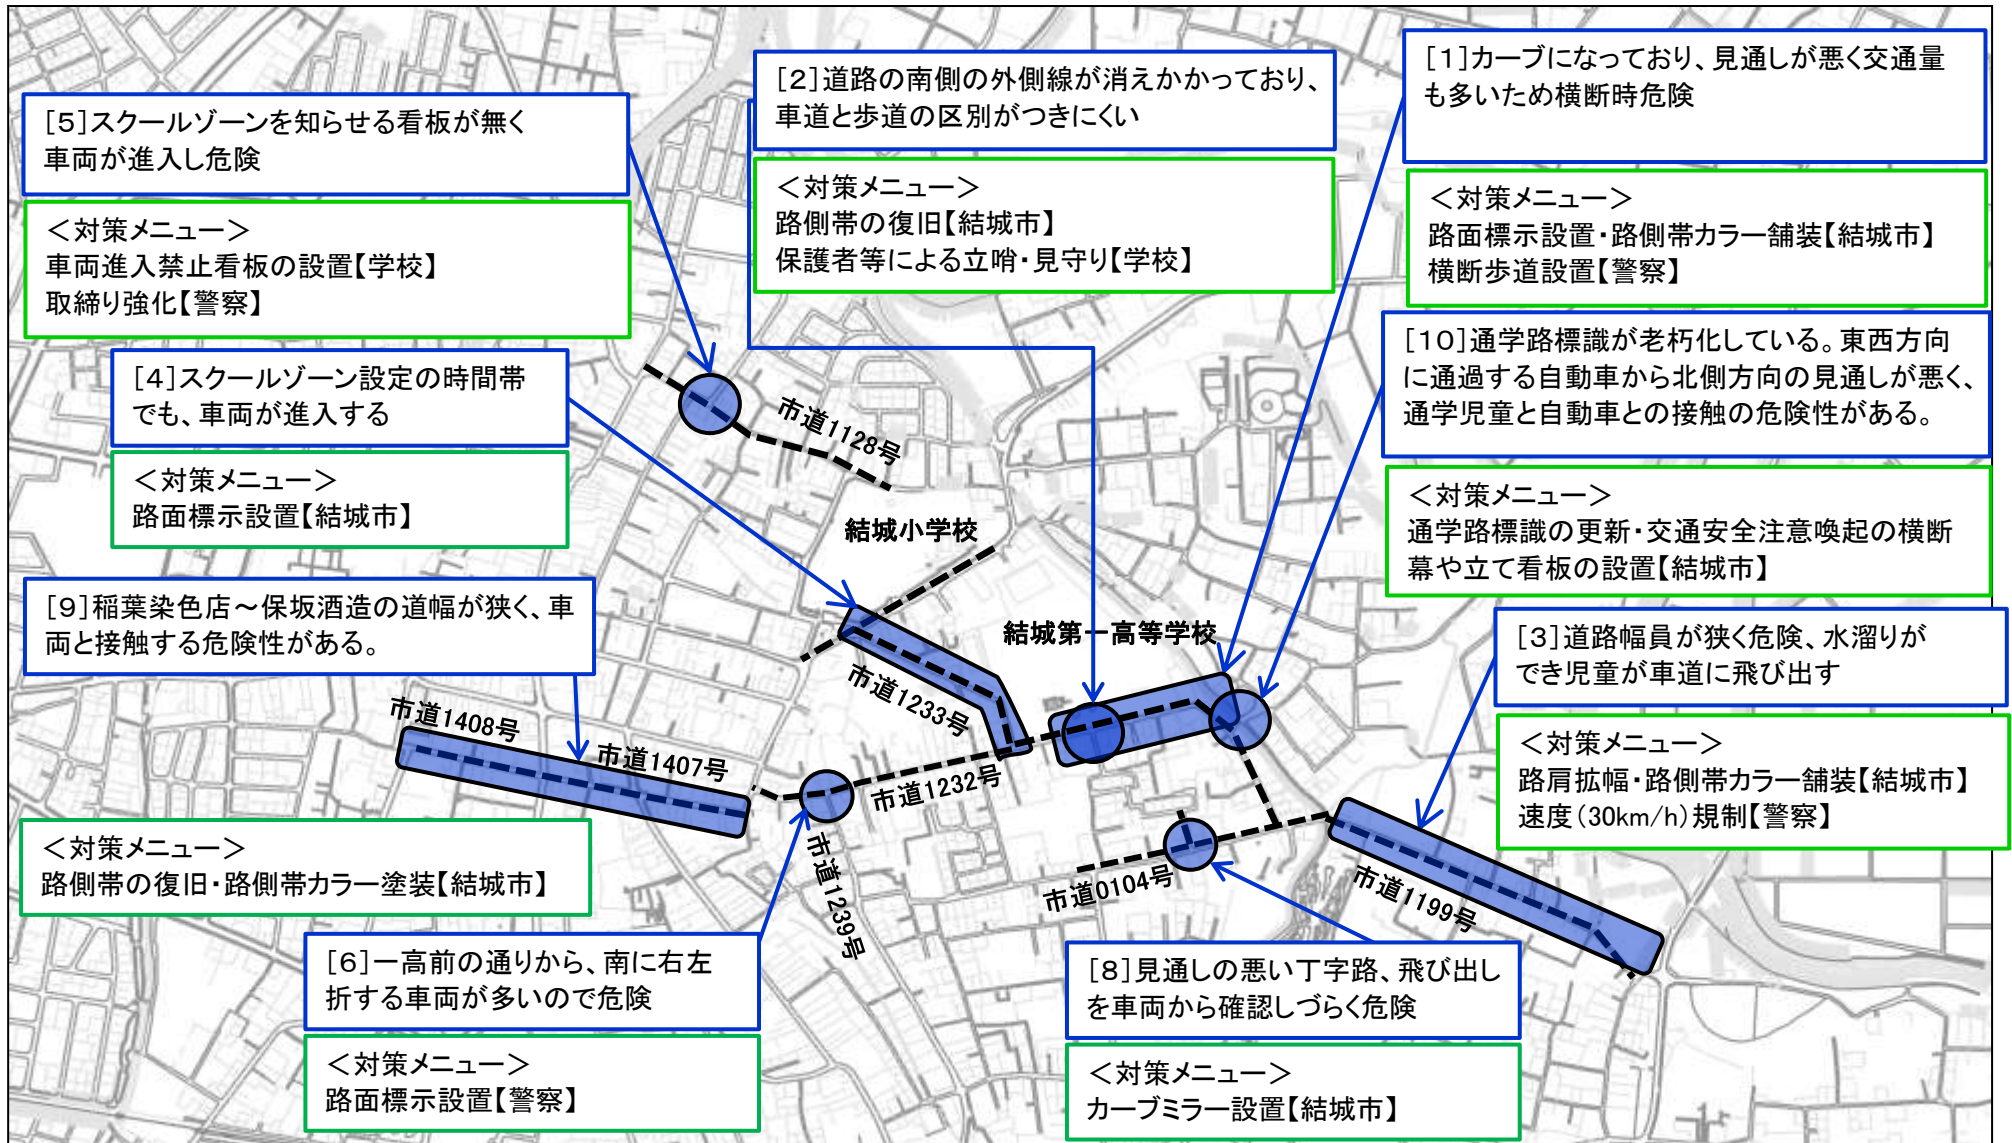 [1]カーブになっており、見通しが悪く交通量
も多いため横断時危険
＜対策メニュー＞
路面標示設置・路側帯カラー舗装【結城市】
横断歩道設置【警察】
[2]道路の南側の外側線が消えかかっており、
車道と歩道の区別がつきにくい
＜対策メニュー＞
路側帯の復旧【結城市】
保護者等による立哨・見守り【学校】
[5]スクールゾーンを知らせる看板が無く
車両が進入し危険
＜対策メニュー＞
車両進入禁止看板の設置【学校】
取締り強化【警察】
[4]スクールゾーン設定の時間帯
でも、車両が進入する
＜対策メニュー＞
路面標示設置【結城市】
[10]通学路標識が老朽化している。東西方向
に通過する自動車から北側方向の見通しが悪く、
通学児童と自動車との接触の危険性がある。
＜対策メニュー＞
通学路標識の更新・交通安全注意喚起の横断
幕や立て看板の設置【結城市】
[9]稲葉染色店～保坂酒造の道幅が狭く、車
両と接触する危険性がある。
＜対策メニュー＞
路側帯の復旧・路側帯カラー塗装【結城市】
[3]道路幅員が狭く危険、水溜りが
でき児童が車道に飛び出す
＜対策メニュー＞
路肩拡幅・路側帯カラー舗装【結城市】
速度(30km/h)規制【警察】
[6]一高前の通りから、南に右左
折する車両が多いので危険
＜対策メニュー＞
路面標示設置【警察】
[8]見通しの悪い丁字路、飛び出し
を車両から確認しづらく危険
＜対策メニュー＞
カーブミラー設置【結城市】
市道1128号
結城小学校
結城第一高等学校
市道1233号
市道1408号
市道1407号
市道1232号
市道1239号
市道0104号
市道1199号